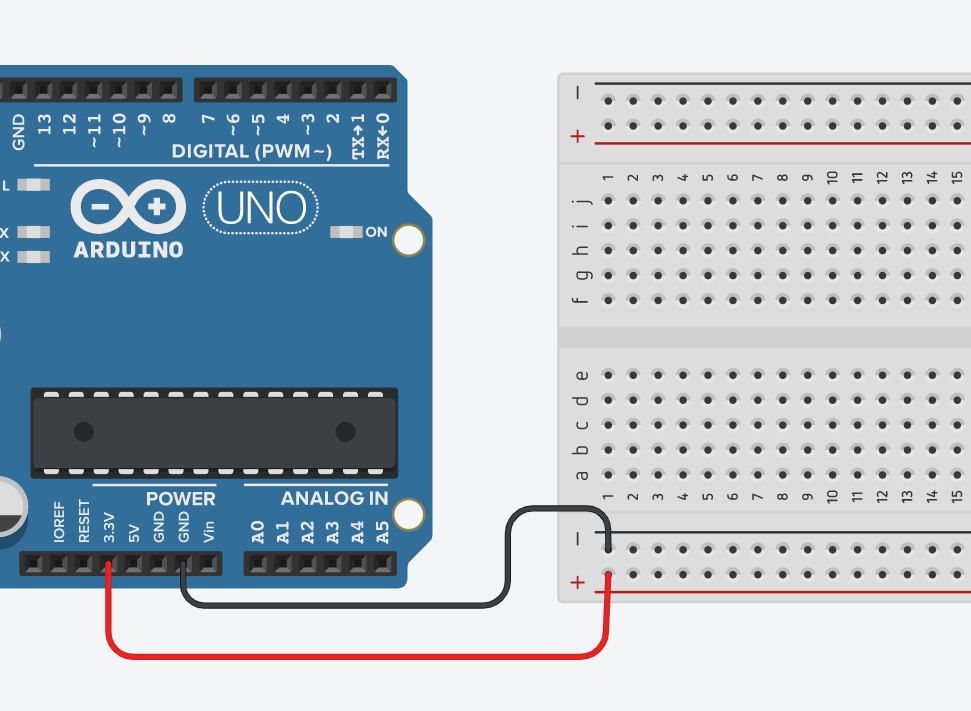 GND 13 12 ~11 ~10 ~9 8 7 ~6 ~5 4 ~3 2 TX→1 RX←0
DIGITAL (PWM~)
L
X
X
UNO
ON
ARDUINO
POWER
ANALOG IN
IOREF RESET 3.3V 5V GND GND Vin A0 A1 A2 A3 A4 A5
−
+
1 2 3 4 5 6 7 8 9 10 11 12 13 14 15
j
i
h
g
f
e
d
c
b
a
1 2 3 4 5 6 7 8 9 10 11 12 13 14 15
−
+